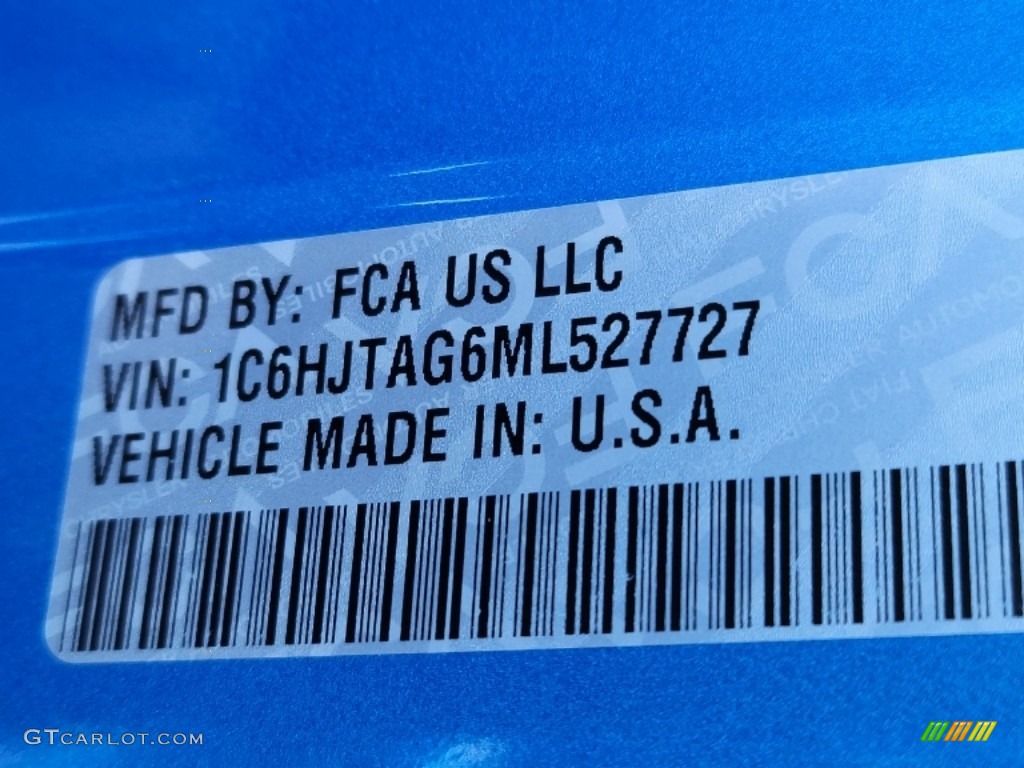 MFD BY: FCA US LLC
VIN: 1C6HJTAG6ML527727
VEHICLE MADE IN: U.S.A.
GTCARLOT.COM